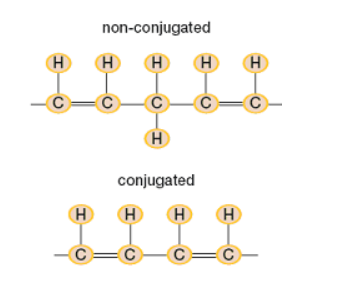 non-conjugated
H H H H H
C C C C C
H
conjugated
H H H H
C C C C